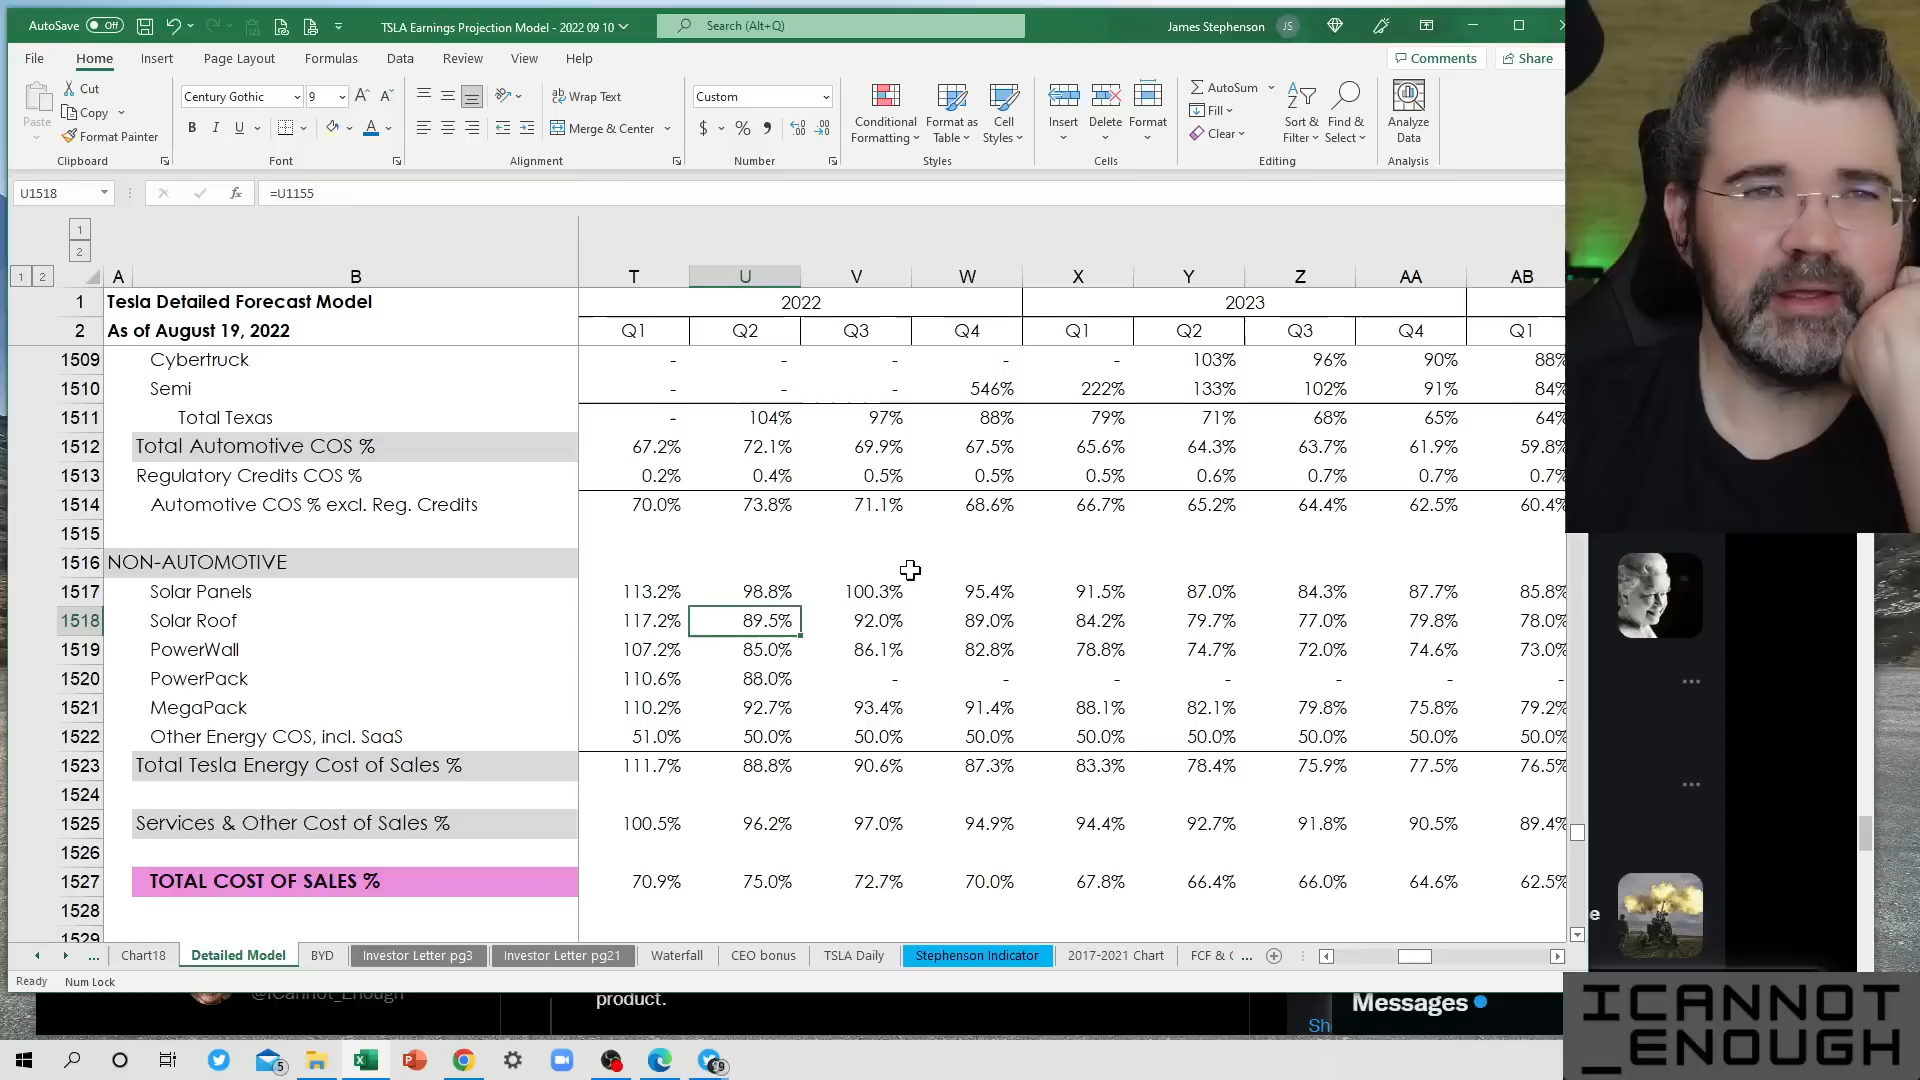 AutoSave Off TSLA Earnings Projection Model - 2022 09 10 Search (Alt+Q) James Stephenson JS
File Home Insert Page Layout Formulas Data Review View Help Comments Share
Paste Cut Copy Format Painter
Century Gothic 9
B I U
Wrap Text
Merge & Center
Custom
$ %
Conditional Formatting Format as Table Cell Styles
Insert Delete Format
AutoSum Fill Clear
Sort & Filter Find & Select
Analyze Data
Clipboard Font Alignment Number Styles Cells Editing Analysis
U1518 fx =U1155
1
2
1 2 A B T U V W X Y Z AA AB
1 Tesla Detailed Forecast Model 2022 2023
2 As of August 19, 2022 Q1 Q2 Q3 Q4 Q1 Q2 Q3 Q4 Q1
1509 Cybertruck - - - - - 103% 96% 90% 88%
1510 Semi - - - 546% 222% 133% 102% 91% 84%
1511 Total Texas - 104% 97% 88% 79% 71% 68% 65% 64%
1512 Total Automotive COS % 67.2% 72.1% 69.9% 67.5% 65.6% 64.3% 63.7% 61.9% 59.8%
1513 Regulatory Credits COS % 0.2% 0.4% 0.5% 0.5% 0.5% 0.6% 0.7% 0.7% 0.7%
1514 Automotive COS % excl. Reg. Credits 70.0% 73.8% 71.1% 68.6% 66.7% 65.2% 64.4% 62.5% 60.4%
1515
1516 NON-AUTOMOTIVE
1517 Solar Panels 113.2% 98.8% 100.3% 95.4% 91.5% 87.0% 84.3% 87.7% 85.8%
1518 Solar Roof 117.2% 89.5% 92.0% 89.0% 84.2% 79.7% 77.0% 79.8% 78.0%
1519 PowerWall 107.2% 85.0% 86.1% 82.8% 78.8% 74.7% 72.0% 74.6% 73.0%
1520 PowerPack 110.6% 88.0% - - - - - - -
1521 MegaPack 110.2% 92.7% 93.4% 91.4% 88.1% 82.1% 79.8% 75.8% 79.2%
1522 Other Energy COS, incl. SaaS 51.0% 50.0% 50.0% 50.0% 50.0% 50.0% 50.0% 50.0% 50.0%
1523 Total Tesla Energy Cost of Sales % 111.7% 88.8% 90.6% 87.3% 83.3% 78.4% 75.9% 77.5% 76.5%
1524
1525 Services & Other Cost of Sales % 100.5% 96.2% 97.0% 94.9% 94.4% 92.7% 91.8% 90.5% 89.4%
1526
1527 TOTAL COST OF SALES % 70.9% 75.0% 72.7% 70.0% 67.8% 66.4% 66.0% 64.6% 62.5%
1528
1529
... Chart18 Detailed Model BYD Investor Letter pg3 Investor Letter pg21 Waterfall CEO bonus TSLA Daily Stephenson Indicator 2017-2021 Chart FCF & ...
Ready Num Lock
@ICannot_Enough product. Sh Messages
e
5
ICANNOT
_ENOUGH